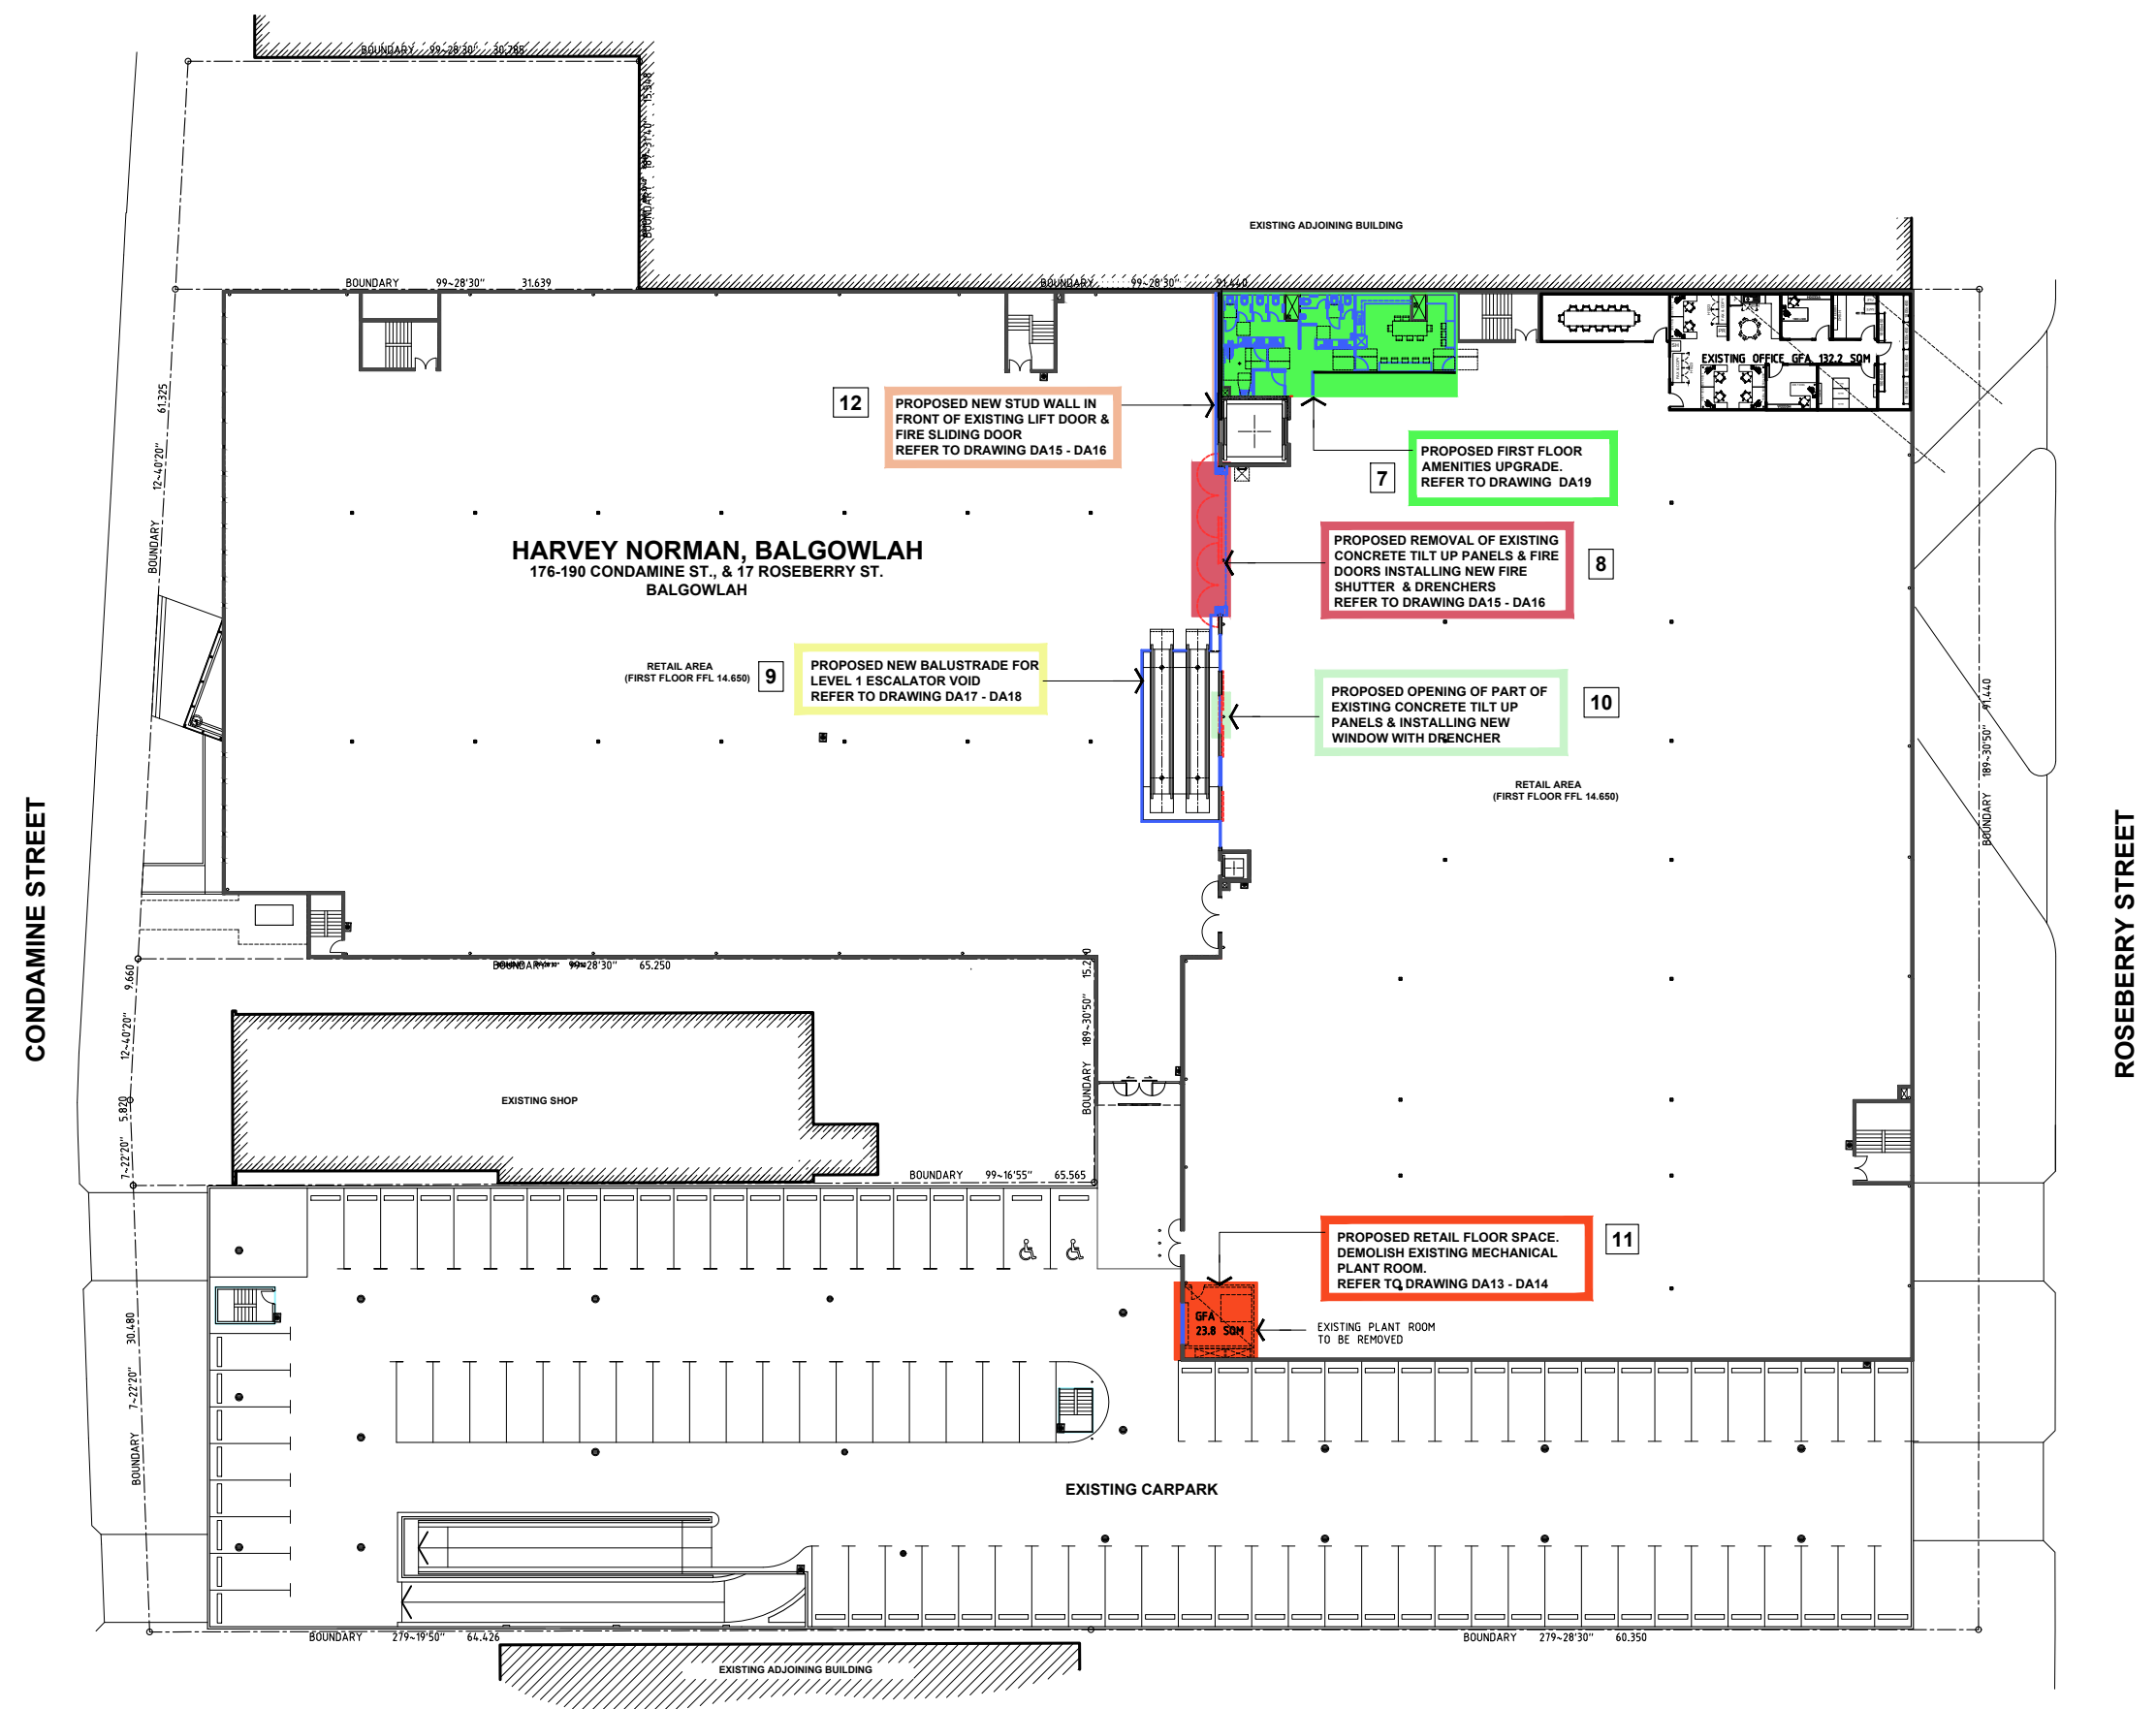 BOUNDARY 99~28'30" 30.785
BOUNDARY 189~31'40" 15.548
EXISTING ADJOINING BUILDING
BOUNDARY 99~28'30" 31.639
BOUNDARY 99~28'30" 91.440
EXISTING OFFICE GFA 132.2 SQM
12
PROPOSED NEW STUD WALL IN
FRONT OF EXISTING LIFT DOOR &
FIRE SLIDING DOOR
REFER TO DRAWING DA15 - DA16
7
PROPOSED FIRST FLOOR
AMENITIES UPGRADE.
REFER TO DRAWING DA19
BOUNDARY 12~40'20" 61.325
HARVEY NORMAN, BALGOWLAH
176-190 CONDAMINE ST., & 17 ROSEBERRY ST.
BALGOWLAH
PROPOSED REMOVAL OF EXISTING
CONCRETE TILT UP PANELS & FIRE
DOORS INSTALLING NEW FIRE
SHUTTER & DRENCHERS
REFER TO DRAWING DA15 - DA16
8
RETAIL AREA
(FIRST FLOOR FFL 14.650)
9
PROPOSED NEW BALUSTRADE FOR
LEVEL 1 ESCALATOR VOID
REFER TO DRAWING DA17 - DA18
PROPOSED OPENING OF PART OF
EXISTING CONCRETE TILT UP
PANELS & INSTALLING NEW
WINDOW WITH DRENCHER
10
RETAIL AREA
(FIRST FLOOR FFL 14.650)
BOUNDARY 189~30'50" 91.440
CONDAMINE STREET
ROSEBERRY STREET
BOUNDARY 99~28'30" 65.250
12~40'20" 9.660
BOUNDARY 189~30'50" 15.2
7~22'20" 5.820
EXISTING SHOP
BOUNDARY 99~16'55" 65.565
PROPOSED RETAIL FLOOR SPACE.
DEMOLISH EXISTING MECHANICAL
PLANT ROOM.
REFER TO DRAWING DA13 - DA14
11
GFA
23.8 SQM
EXISTING PLANT ROOM
TO BE REMOVED
BOUNDARY 7~22'20" 30.480
EXISTING CARPARK
BOUNDARY 279~19'50" 64.426
BOUNDARY 279~28'30" 60.350
EXISTING ADJOINING BUILDING